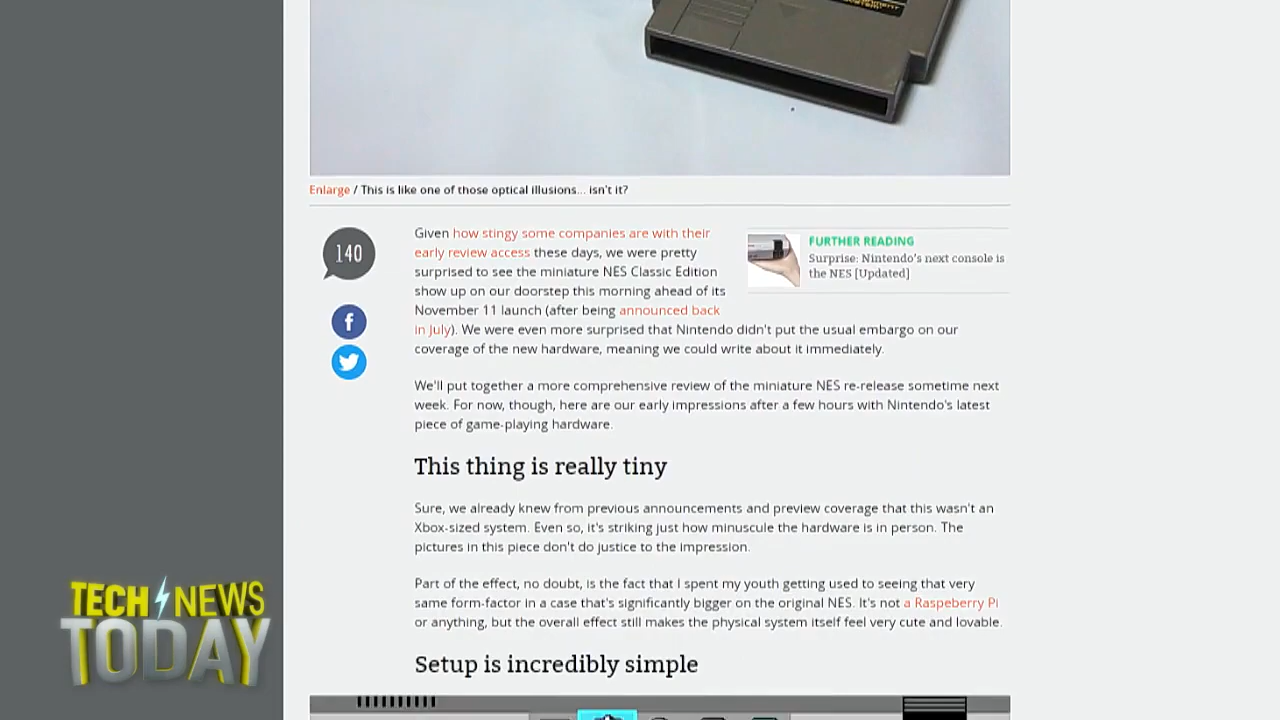 Enlarge / This is like one of those optical illusions... isn't it?
140
Given how stingy some companies are with their
early review access these days, we were pretty
surprised to see the miniature NES Classic Edition
show up on our doorstep this morning ahead of its
November 11 launch (after being announced back
in July). We were even more surprised that Nintendo didn't put the usual embargo on our
coverage of the new hardware, meaning we could write about it immediately.
FURTHER READING
Surprise: Nintendo's next console is
the NES [Updated]
We'll put together a more comprehensive review of the miniature NES re-release sometime next
week. For now, though, here are our early impressions after a few hours with Nintendo's latest
piece of game-playing hardware.
This thing is really tiny
Sure, we already knew from previous announcements and preview coverage that this wasn't an
Xbox-sized system. Even so, it's striking just how minuscule the hardware is in person. The
pictures in this piece don't do justice to the impression.
Part of the effect, no doubt, is the fact that I spent my youth getting used to seeing that very
same form-factor in a case that's significantly bigger on the original NES. It's not a Raspeberry Pi
or anything, but the overall effect still makes the physical system itself feel very cute and lovable.
Setup is incredibly simple
TECH NEWS
TODAY